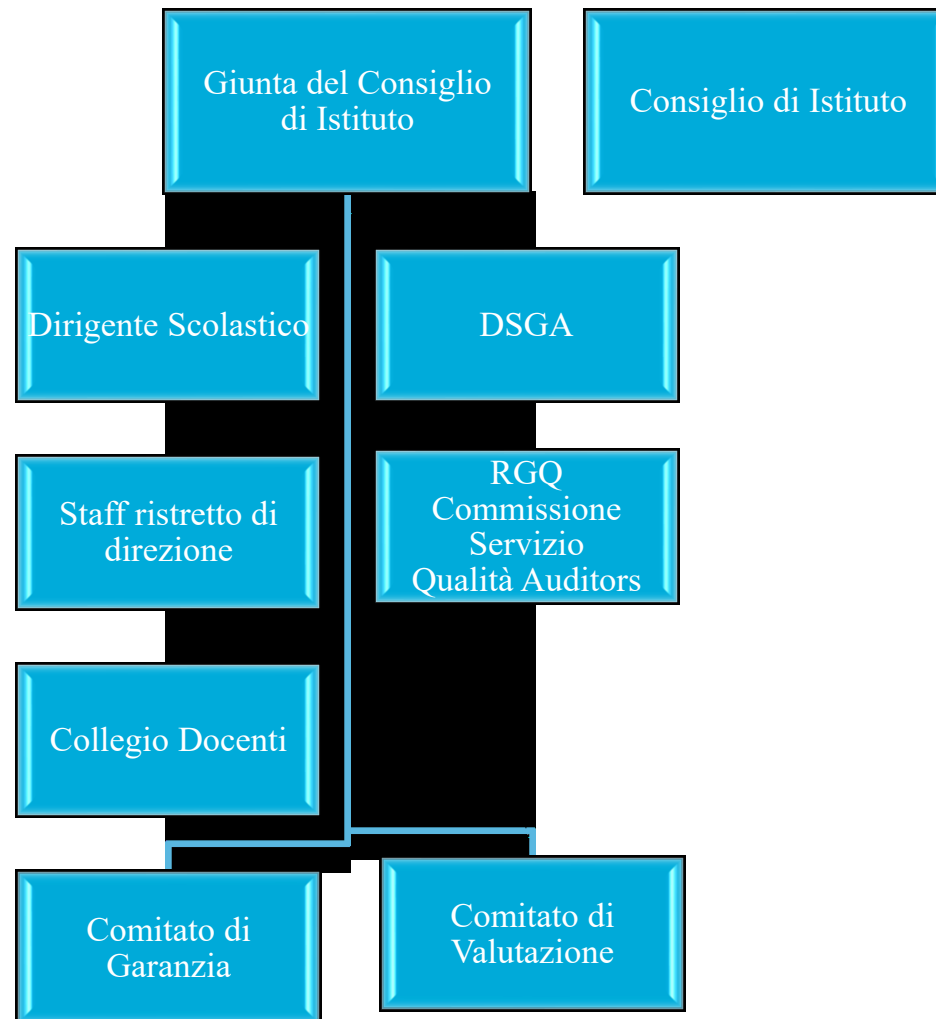 Giunta del Consiglio
di Istituto
Consiglio di Istituto
Dirigente Scolastico
DSGA
Staff ristretto di
direzione
RGQ
Commissione
Servizio
Qualità Auditors
Collegio Docenti
Comitato di
Garanzia
Comitato di
Valutazione